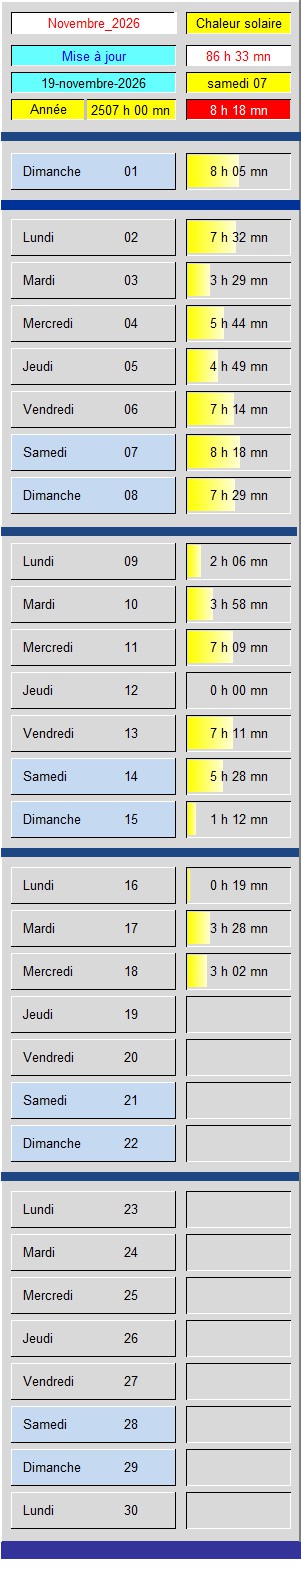 Novembre_2026 Chaleur solaire
Mise à jour 86 h 33 mn
19-novembre-2026 samedi 07
Année 2507 h 00 mn 8 h 18 mn
Dimanche 01 8 h 05 mn
Lundi 02 7 h 32 mn
Mardi 03 3 h 29 mn
Mercredi 04 5 h 44 mn
Jeudi 05 4 h 49 mn
Vendredi 06 7 h 14 mn
Samedi 07 8 h 18 mn
Dimanche 08 7 h 29 mn
Lundi 09 2 h 06 mn
Mardi 10 3 h 58 mn
Mercredi 11 7 h 09 mn
Jeudi 12 0 h 00 mn
Vendredi 13 7 h 11 mn
Samedi 14 5 h 28 mn
Dimanche 15 1 h 12 mn
Lundi 16 0 h 19 mn
Mardi 17 3 h 28 mn
Mercredi 18 3 h 02 mn
Jeudi 19
Vendredi 20
Samedi 21
Dimanche 22
Lundi 23
Mardi 24
Mercredi 25
Jeudi 26
Vendredi 27
Samedi 28
Dimanche 29
Lundi 30